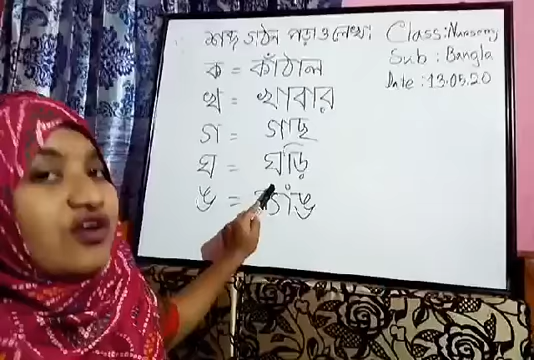 শব্দ গঠন পড়া ও লেখা।
Class: Nursery
Sub : Bangla
Date : 13.05.20
ক = কাঁঠাল
খ = খাবার
গ = গাছ
ঘ = ঘড়ি
ঙ =